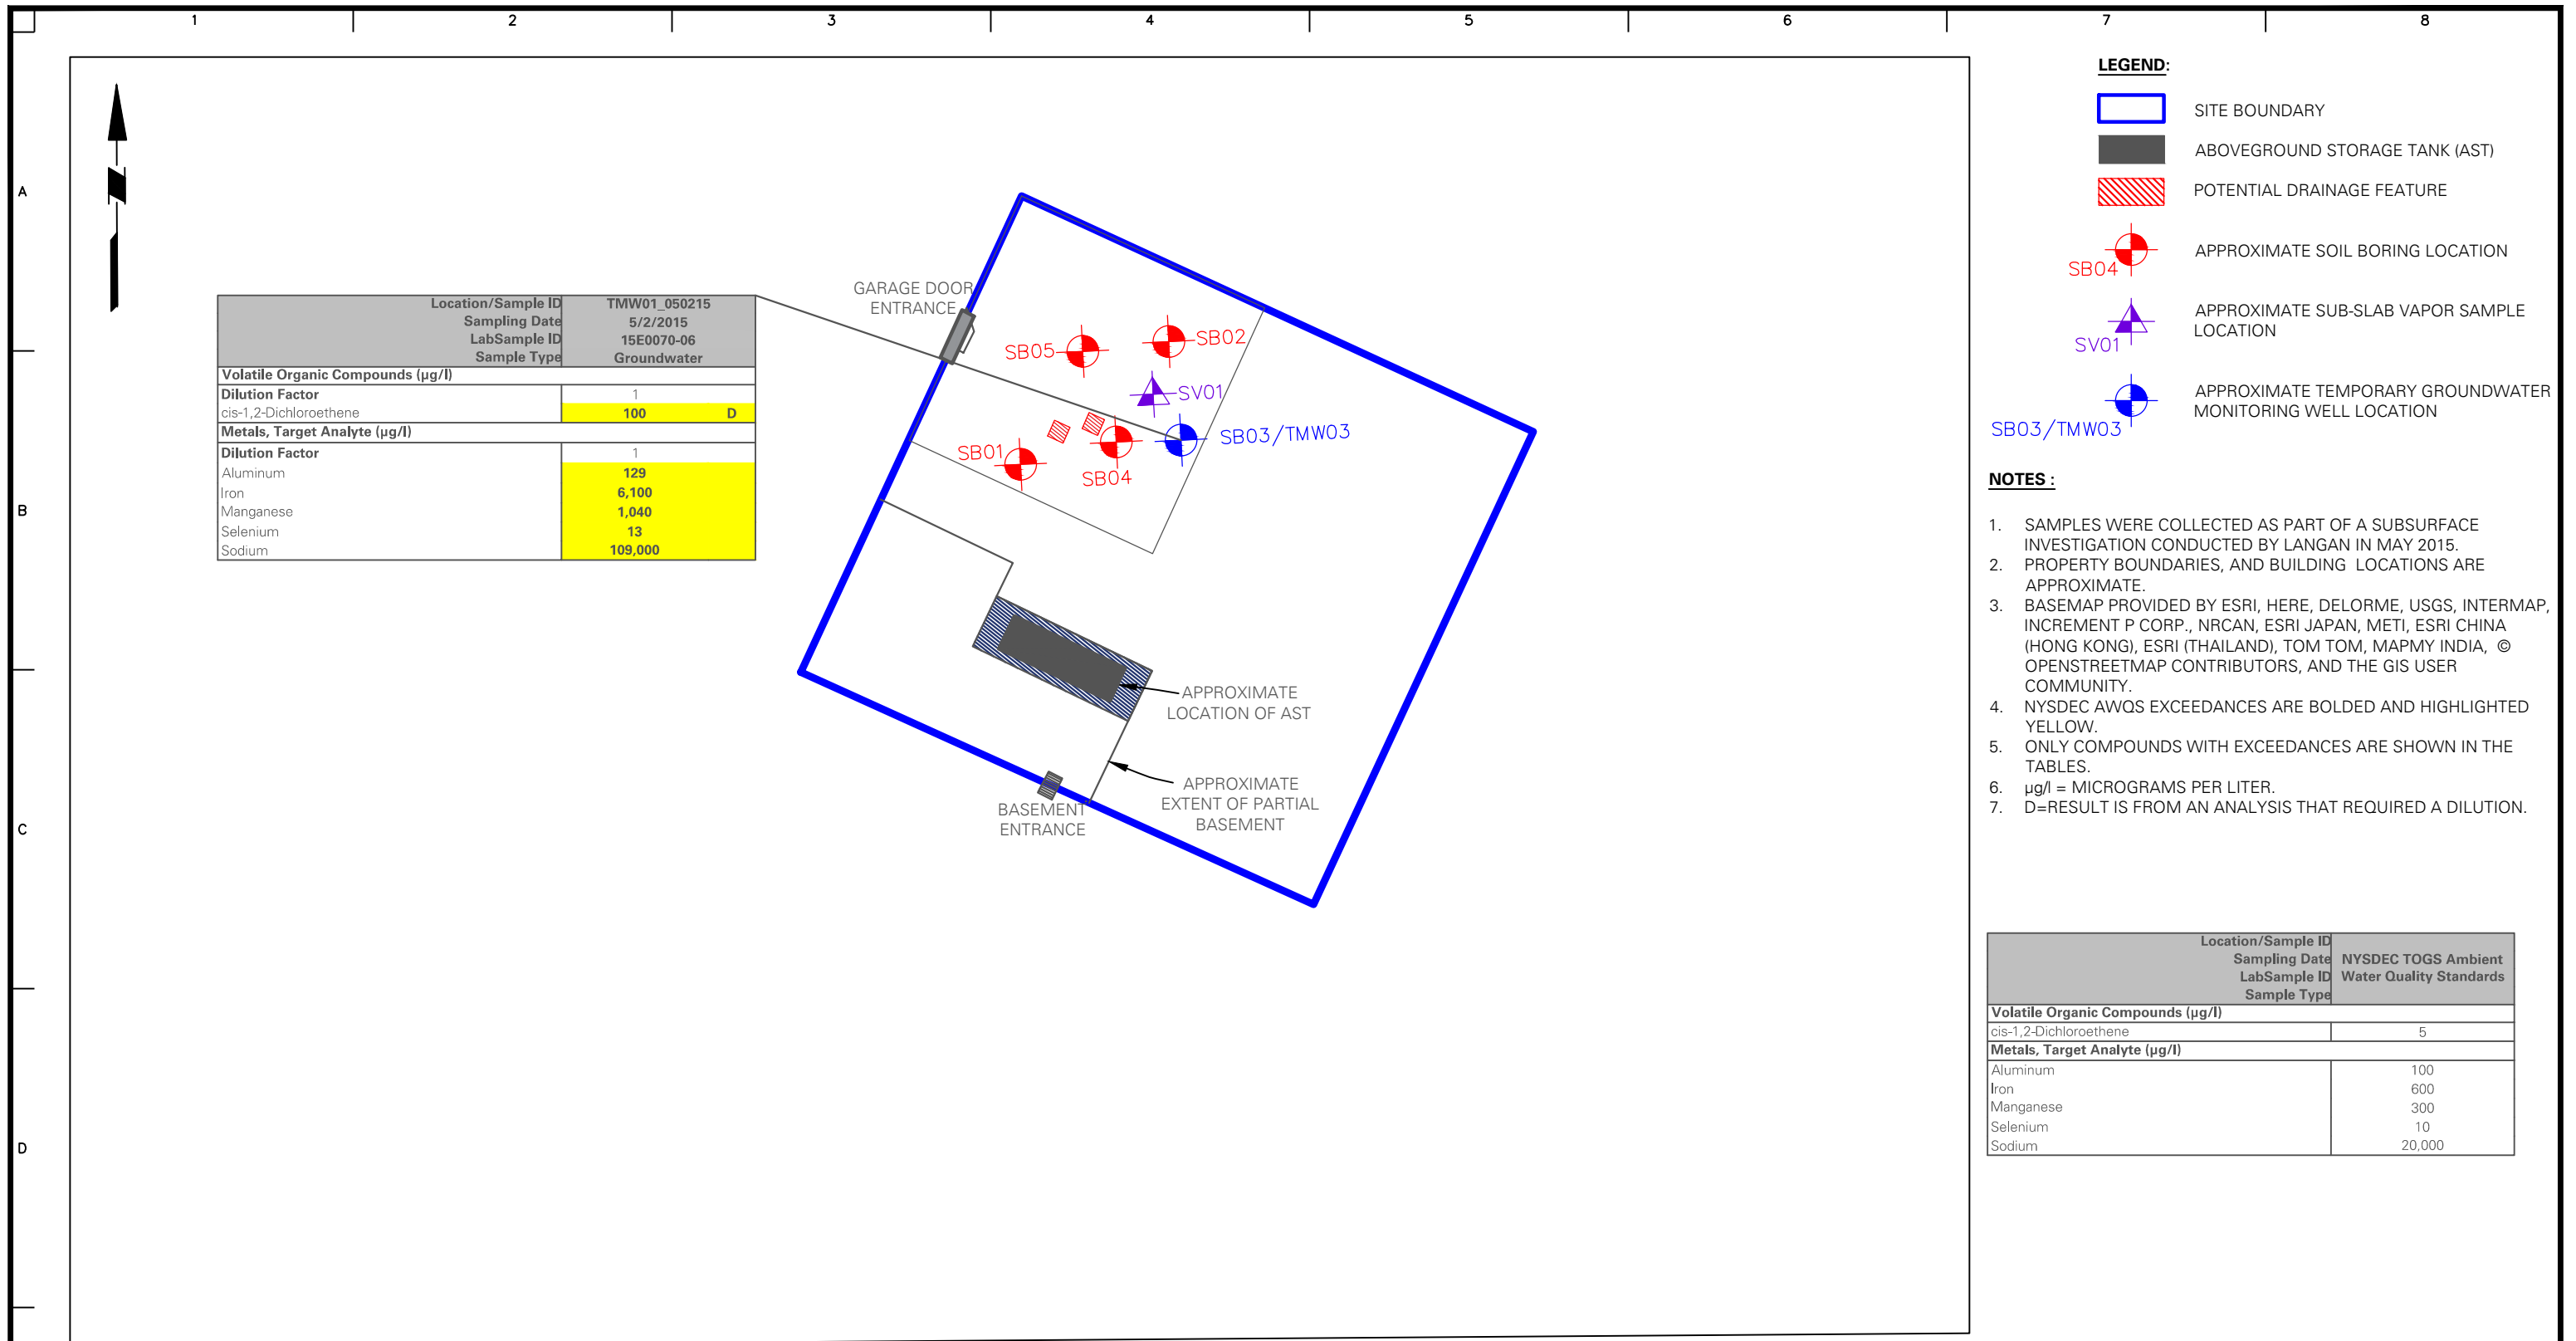 1 2 3 4 5 6 7 8
A
B
C
D
GARAGE DOOR
ENTRANCE
Location/Sample ID TMW01_050215
Sampling Date 5/2/2015
LabSample ID 15E0070-06
Sample Type Groundwater
Volatile Organic Compounds (µg/l)
Dilution Factor 1
cis-1,2-Dichloroethene 100 D
Metals, Target Analyte (µg/l)
Dilution Factor 1
Aluminum 129
Iron 6,100
Manganese 1,040
Selenium 13
Sodium 109,000
SB05
SB02
SV01
SB03/TMW03
SB01
SB04
APPROXIMATE
LOCATION OF AST
APPROXIMATE
EXTENT OF PARTIAL
BASEMENT
BASEMENT
ENTRANCE
LEGEND:
SITE BOUNDARY
ABOVEGROUND STORAGE TANK (AST)
POTENTIAL DRAINAGE FEATURE
SB04
APPROXIMATE SOIL BORING LOCATION
SV01
APPROXIMATE SUB-SLAB VAPOR SAMPLE
LOCATION
SB03/TMW03
APPROXIMATE TEMPORARY GROUNDWATER
MONITORING WELL LOCATION
NOTES :
1. SAMPLES WERE COLLECTED AS PART OF A SUBSURFACE
INVESTIGATION CONDUCTED BY LANGAN IN MAY 2015.
2. PROPERTY BOUNDARIES, AND BUILDING LOCATIONS ARE
APPROXIMATE.
3. BASEMAP PROVIDED BY ESRI, HERE, DELORME, USGS, INTERMAP,
INCREMENT P CORP., NRCAN, ESRI JAPAN, METI, ESRI CHINA
(HONG KONG), ESRI (THAILAND), TOM TOM, MAPMY INDIA, ©
OPENSTREETMAP CONTRIBUTORS, AND THE GIS USER
COMMUNITY.
4. NYSDEC AWQS EXCEEDANCES ARE BOLDED AND HIGHLIGHTED
YELLOW.
5. ONLY COMPOUNDS WITH EXCEEDANCES ARE SHOWN IN THE
TABLES.
6. µg/l = MICROGRAMS PER LITER.
7. D=RESULT IS FROM AN ANALYSIS THAT REQUIRED A DILUTION.
Location/Sample ID
Sampling Date NYSDEC TOGS Ambient
LabSample ID Water Quality Standards
Sample Type
Volatile Organic Compounds (µg/l)
cis-1,2-Dichloroethene 5
Metals, Target Analyte (µg/l)
Aluminum 100
Iron 600
Manganese 300
Selenium 10
Sodium 20,000